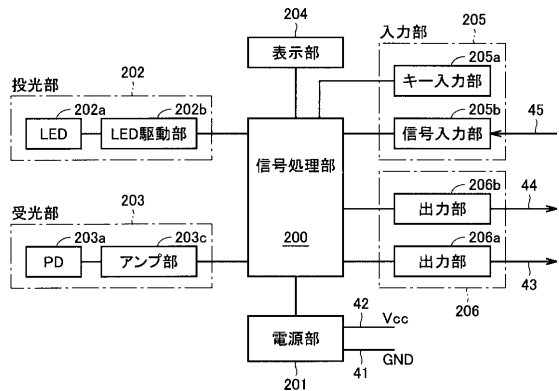 204
表示部
入力部
205
205a
キー入力部
205b
信号入力部
45
投光部
202
202a
LED
202b
LED駆動部
信号処理部
200
206b
出力部
44
206a
出力部
43
206
受光部
203
203a
PD
203c
アンプ部
電源部
201
42
Vcc
41
GND